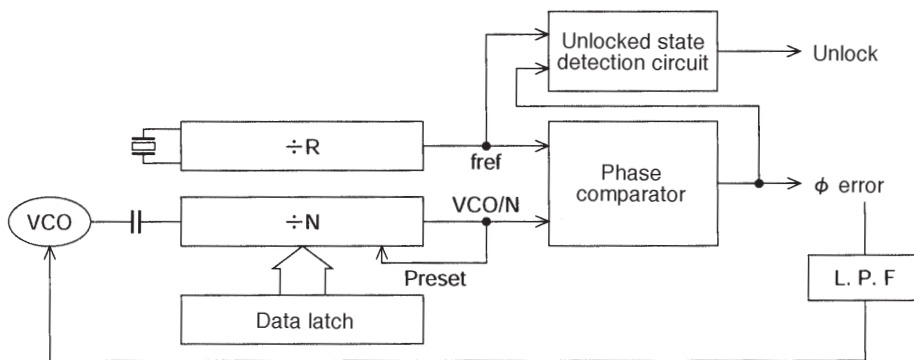 Unlocked state
detection circuit
Unlock
÷R
fref
Phase
comparator
ϕ error
VCO
÷N
VCO/N
Preset
L. P. F
Data latch